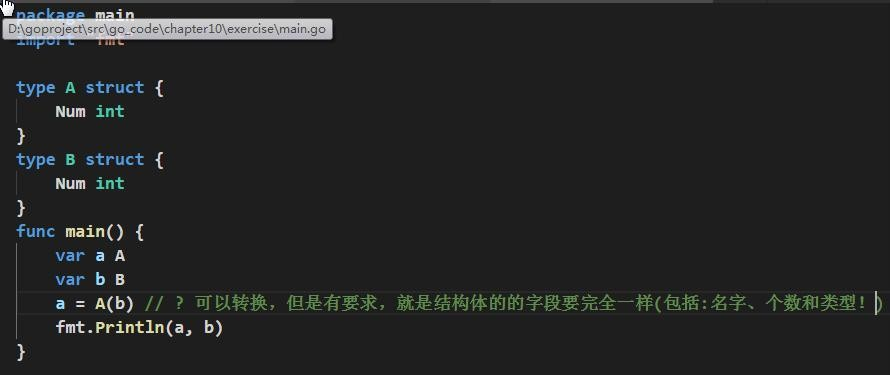 package main
D:\goproject\src\go_code\chapter10\exercise\main.go
import "fmt"
type A struct {
Num int
}
type B struct {
Num int
}
func main() {
var a A
var b B
a = A(b) // ? 可以转换，但是有要求，就是结构体的的字段要完全一样(包括:名字、个数和类型！)
fmt.Println(a, b)
}